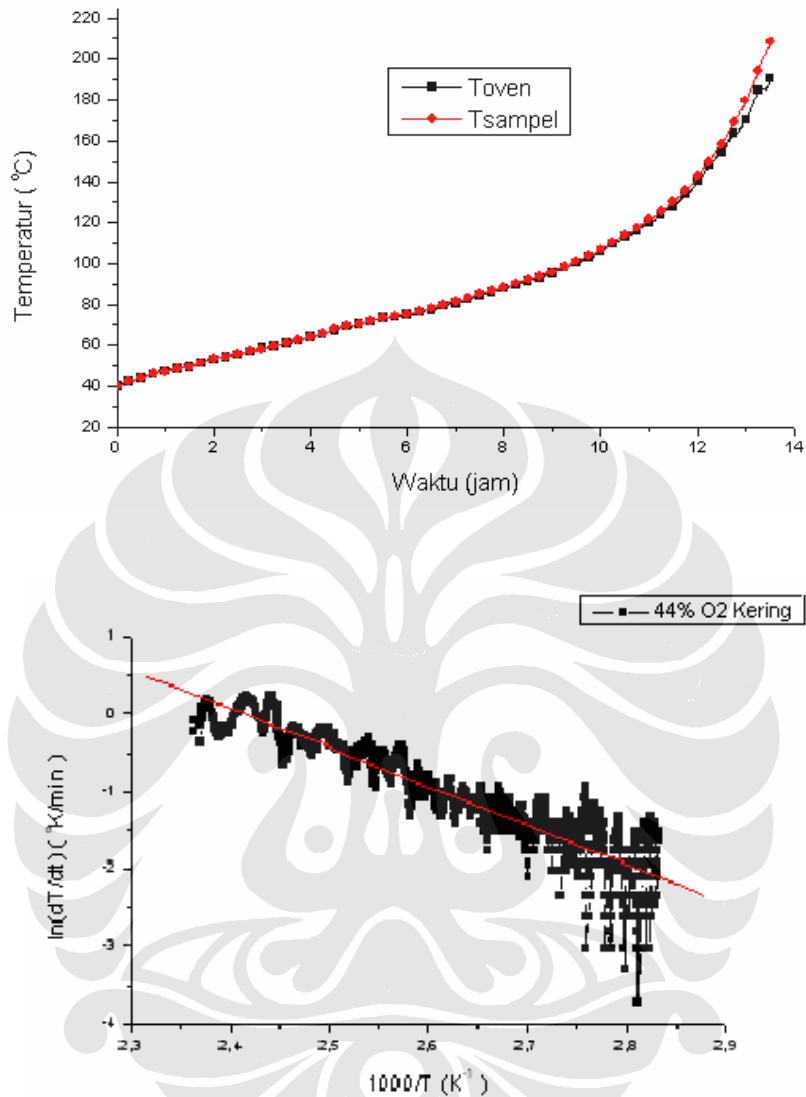 220
200
180
160
140
120
100
80
60
40
20
Temperatur (°C)
Toven
Tsampel
0 2 4 6 8 10 12 14
Waktu (jam)
44% O2 Kering
1
0
-1
-2
-3
-4
ln(dT/dt) (°K/min)
2,3 2,4 2,5 2,6 2,7 2,8 2,9
1000/T (K⁻¹)